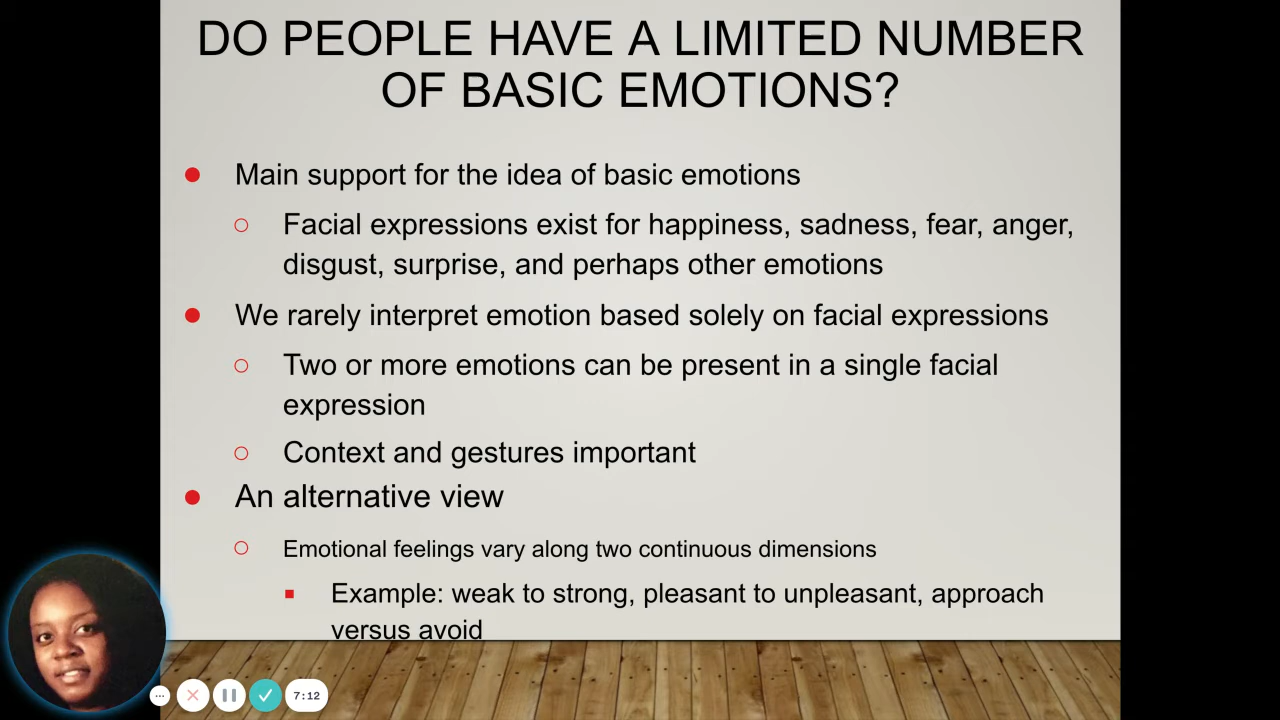 DO PEOPLE HAVE A LIMITED NUMBER
OF BASIC EMOTIONS?
Main support for the idea of basic emotions
Facial expressions exist for happiness, sadness, fear, anger,
disgust, surprise, and perhaps other emotions
We rarely interpret emotion based solely on facial expressions
Two or more emotions can be present in a single facial
expression
Context and gestures important
An alternative view
Emotional feelings vary along two continuous dimensions
Example: weak to strong, pleasant to unpleasant, approach
versus avoid
7:12